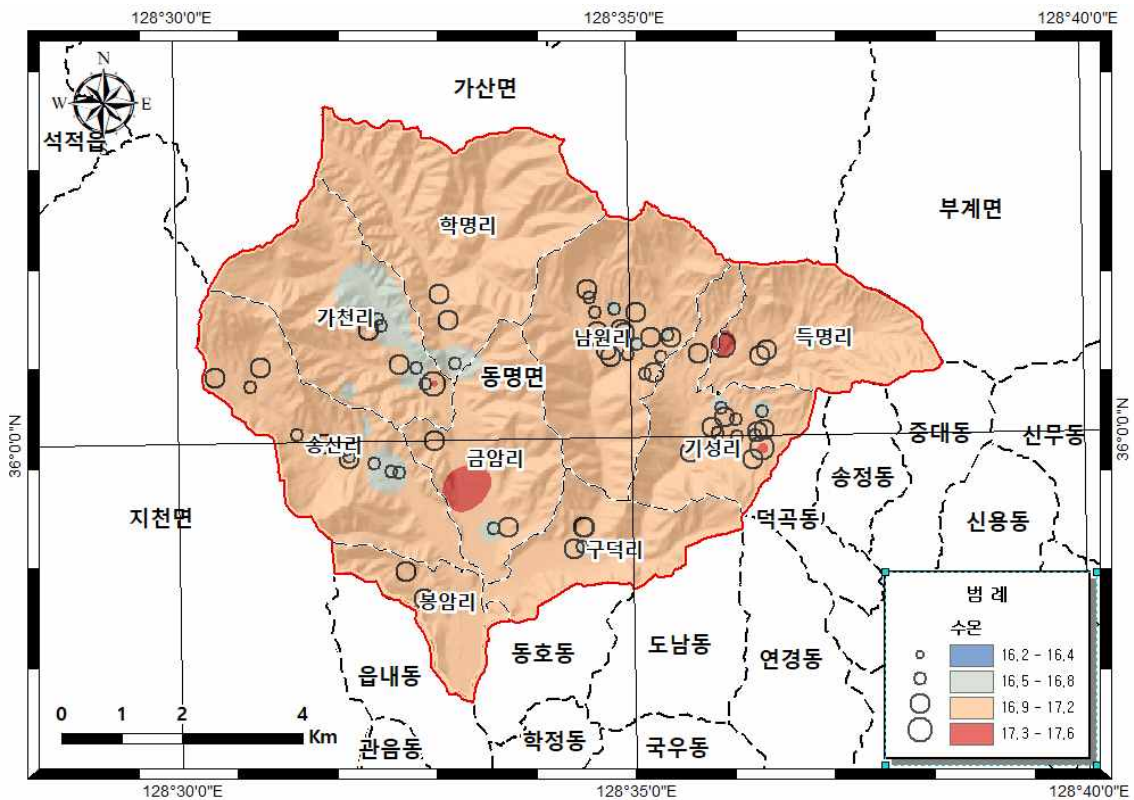 128°30'0"E
128°35'0"E
128°40'0"E
N
W
E
S
가산면
석적읍
부계면
학명리
가천리
남원리
득명리
동명면
36°0'0"N
36°0'0"N
송산리
금암리
기성리
중대동
신무동
송정동
지천면
덕곡동
신용동
구덕리
봉암리
읍내동
동호동
도남동
연경동
관음동
학정동
국우동
0 1 2 4
Km
범 례
수온
16,2 - 16,4
16,5 - 16,8
16,9 - 17,2
17,3 - 17,6
128°30'0"E
128°35'0"E
128°40'0"E